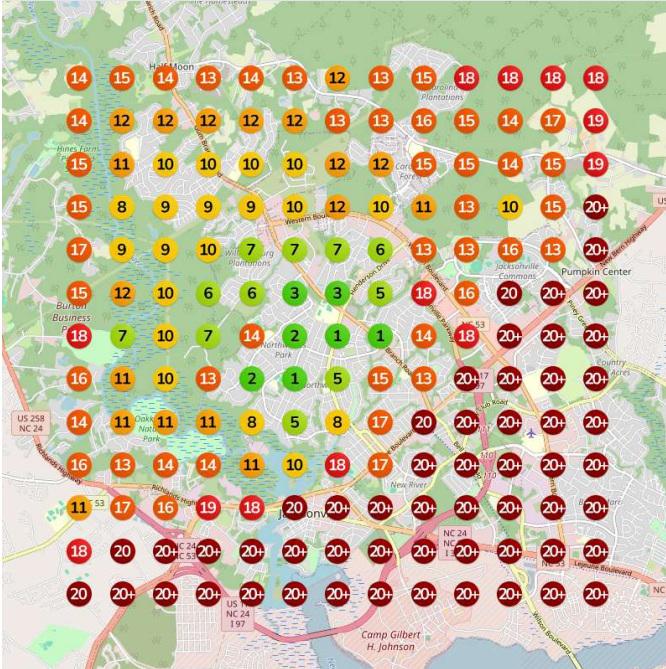 Half Moon
14 15 14 13 14 13 12 13 15 18 18 18 18
Plantations
14 12 12 12 12 12 13 13 16 15 14 17 19
Hines Farm
15 11 10 10 10 10 12 12 15 15 14 15 19
15 8 9 9 9 10 12 10 11 13 10 15 20+
Western
New Bern Highway
17 9 9 10 7 7 7 6 13 13 16 13 20+
Plantations
Henderson Drive
Jacksonville
Commons
Pumpkin Center
15 12 10 6 6 3 3 5 18 16 20 20+ 20+
Burton
Business
NC 53
18 7 10 7 14 2 1 1 14 18 20+ 20+ 20+
Park
Country
16 11 10 13 2 1 5 15 13 20+ 20+ 20+ 20+
US 258
NC 24
14 11 11 11 8 5 8 17 20 20+ 20+ 20+ 20+
Park
Richlands Highway
16 13 14 14 11 10 18 17 20+ 20+ 20+ 20+ 20+
New River
11 17 16 19 18 20 20+ 20+ 20+ 20+ 20+ 20+ 20+
18 20 20+ 20+ 20+ 20+ 20+ 20+ 20+ 20+ 20+ 20+ 20+
NC 24
Lejeune Boulevard
20 20+ 20+ 20+ 20+ 20+ 20+ 20+ 20+ 20+ 20+ 20+ 20+
NC 24
I 97
Wilson Boulevard
Camp Gilbert
H. Johnson